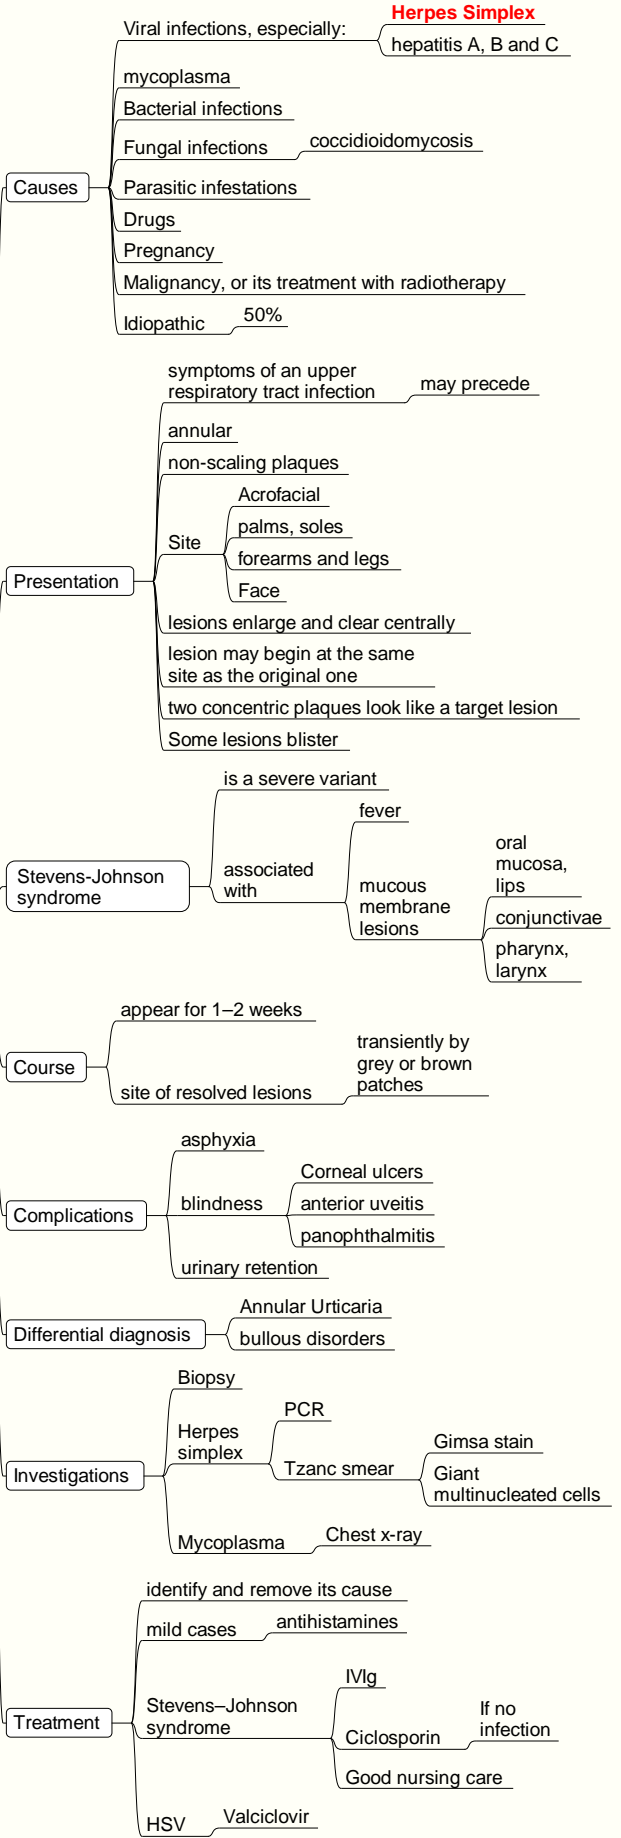 Causes
Viral infections, especially:
Herpes Simplex
hepatitis A, B and C
mycoplasma
Bacterial infections
Fungal infections
coccidioidomycosis
Parasitic infestations
Drugs
Pregnancy
Malignancy, or its treatment with radiotherapy
Idiopathic
50%
Presentation
symptoms of an upper
respiratory tract infection
may precede
annular
non-scaling plaques
Site
Acrofacial
palms, soles
forearms and legs
Face
lesions enlarge and clear centrally
lesion may begin at the same
site as the original one
two concentric plaques look like a target lesion
Some lesions blister
Stevens-Johnson
syndrome
is a severe variant
associated
with
fever
mucous
membrane
lesions
oral
mucosa,
lips
conjunctivae
pharynx,
larynx
Course
appear for 1–2 weeks
site of resolved lesions
transiently by
grey or brown
patches
Complications
asphyxia
blindness
Corneal ulcers
anterior uveitis
panophthalmitis
urinary retention
Differential diagnosis
Annular Urticaria
bullous disorders
Investigations
Biopsy
Herpes
simplex
PCR
Tzanc smear
Gimsa stain
Giant
multinucleated cells
Mycoplasma
Chest x-ray
Treatment
identify and remove its cause
mild cases
antihistamines
Stevens–Johnson
syndrome
IVIg
Ciclosporin
If no
infection
Good nursing care
HSV
Valciclovir